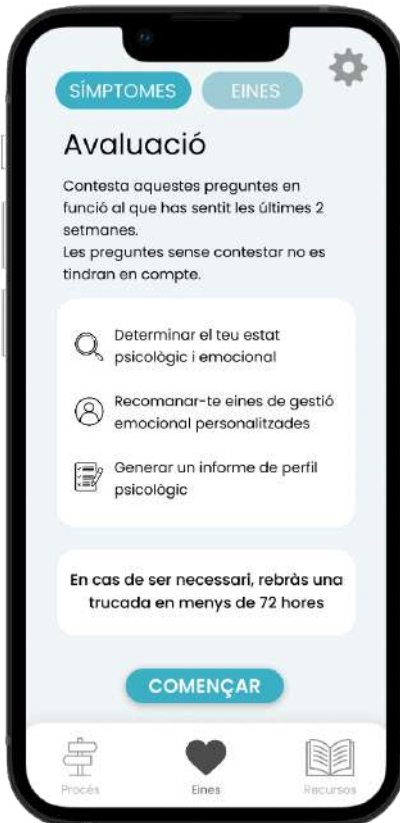 SÍMPTOMES
EINES
Avaluació
Contesta aquestes preguntes en
funció al que has sentit les últimes 2
setmanes.
Les preguntes sense contestar no es
tindran en compte.
Determinar el teu estat
psicològic i emocional
Recomanar-te eines de gestió
emocional personalitzades
Generar un informe de perfil
psicològic
En cas de ser necessari, rebràs una
trucada en menys de 72 hores
COMENÇAR
Procés
Eines
Recursos